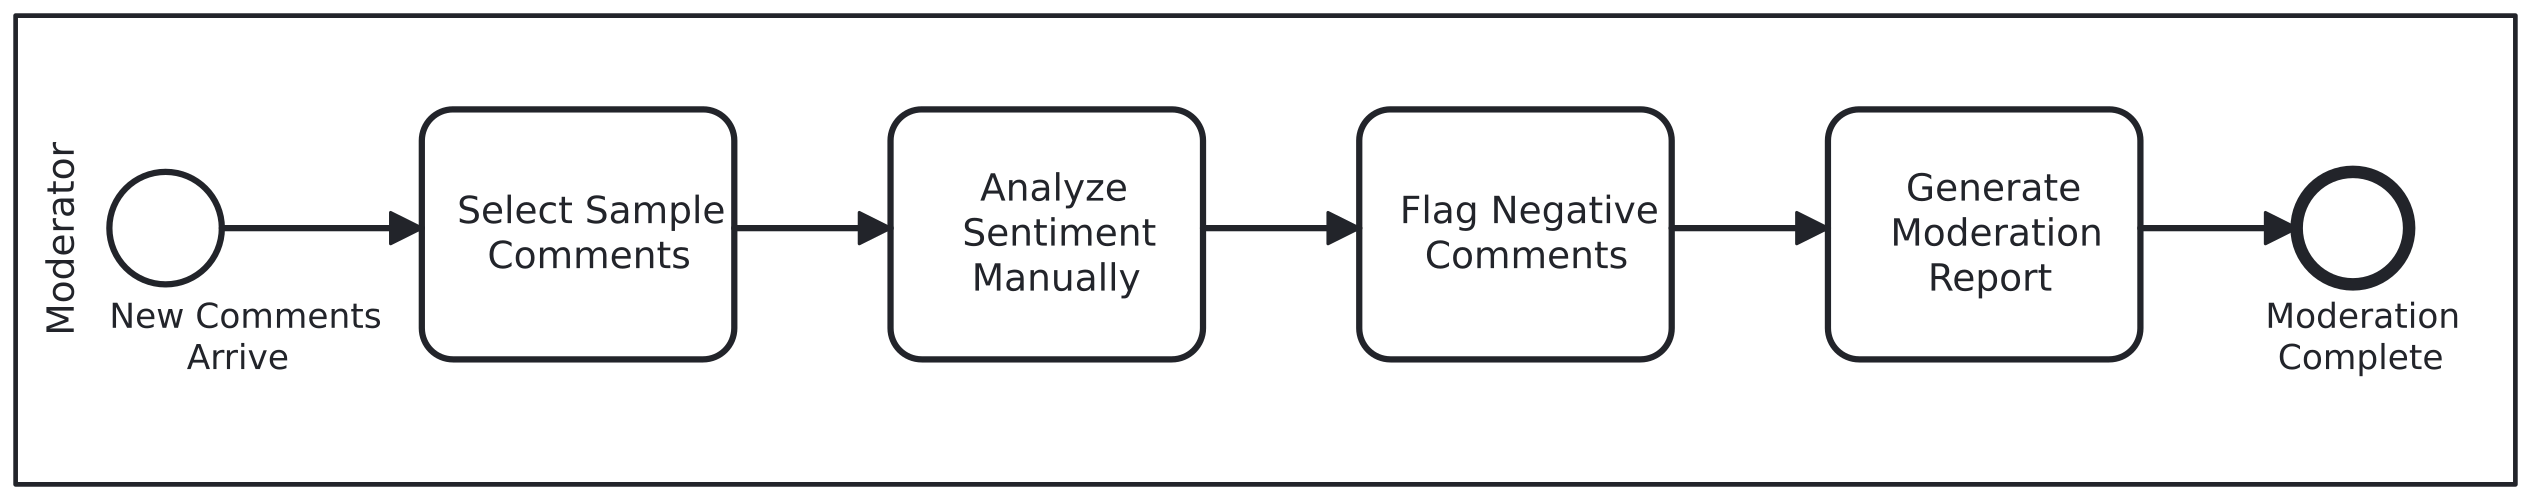 Moderator
New Comments
Arrive
Select Sample
Comments
Analyze
Sentiment
Manually
Flag Negative
Comments
Generate
Moderation
Report
Moderation
Complete